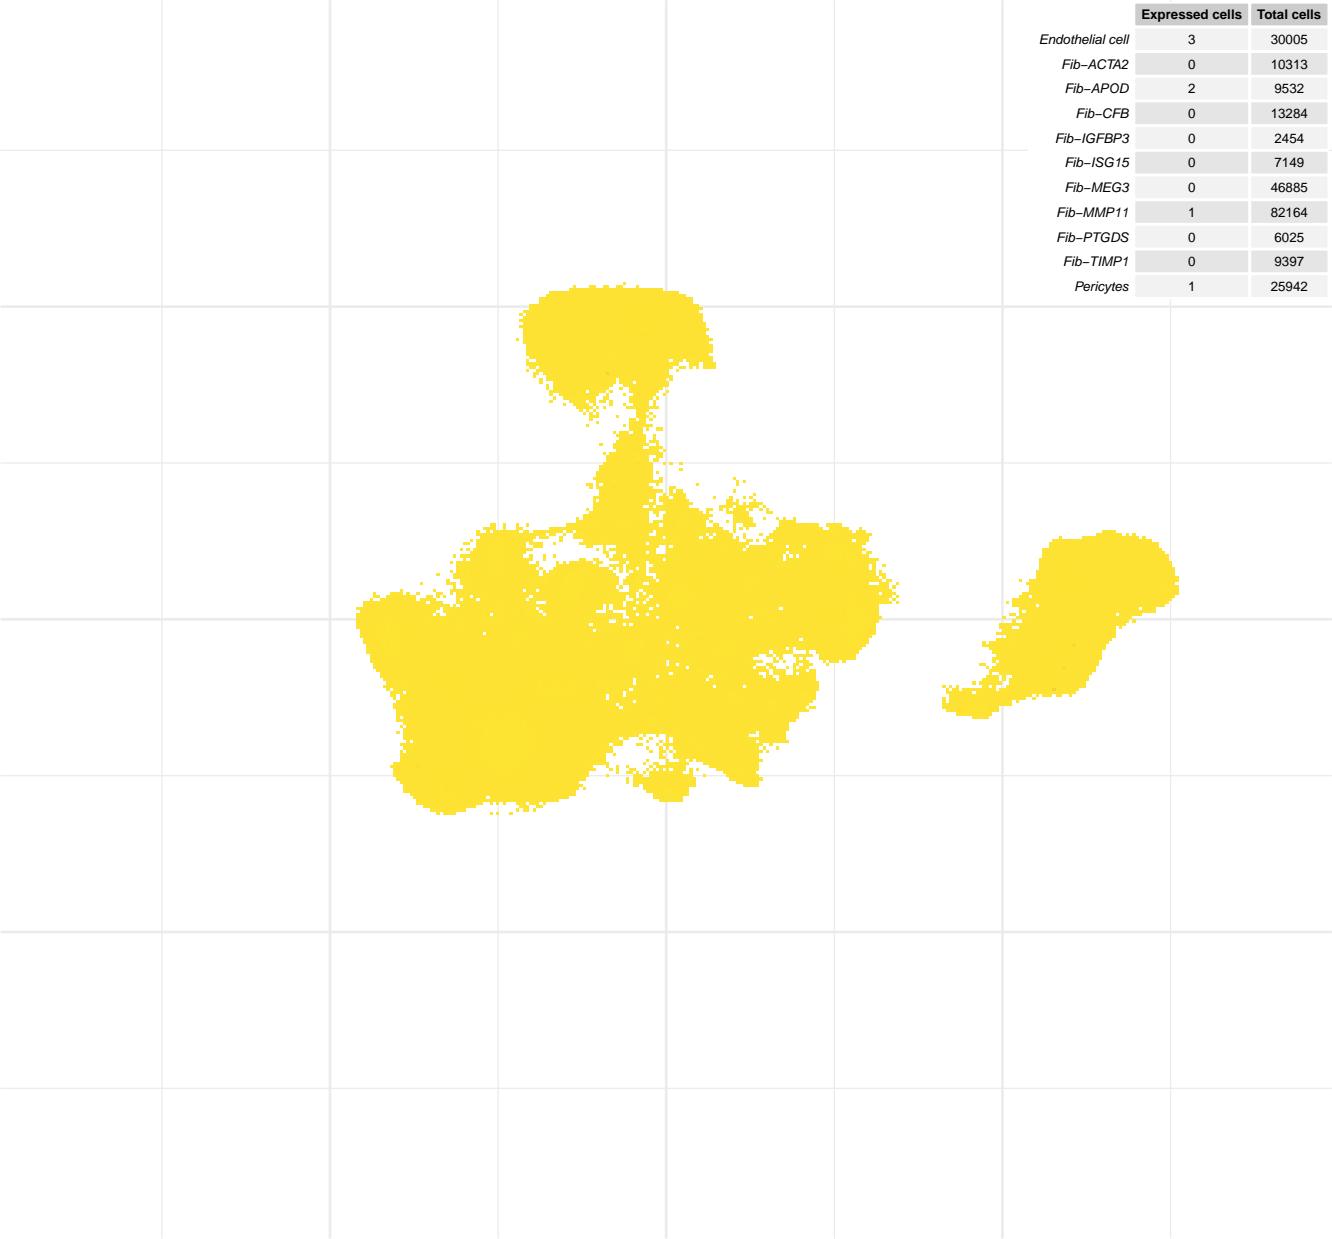 Expressed cells Total cells
Endothelial cell 3 30005
Fib−ACTA2 0 10313
Fib−APOD 2 9532
Fib−CFB 0 13284
Fib−IGFBP3 0 2454
Fib−ISG15 0 7149
Fib−MEG3 0 46885
Fib−MMP11 1 82164
Fib−PTGDS 0 6025
Fib−TIMP1 0 9397
Pericytes 1 25942